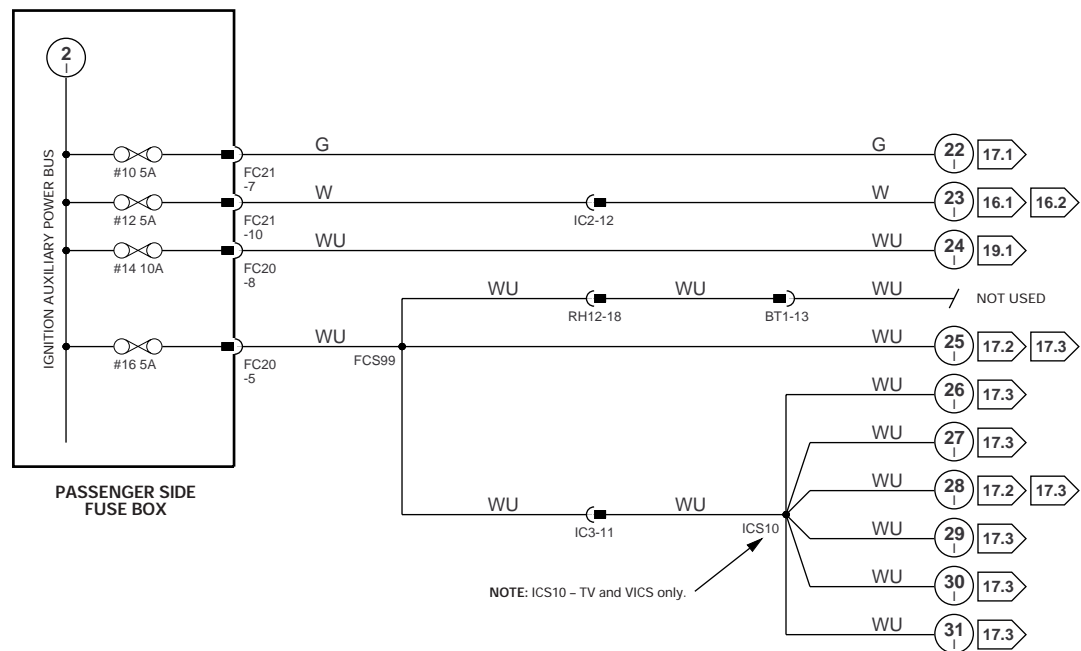 2
I
IGNITION AUXILIARY POWER BUS
#10 5A
FC21
-7
G
G
22
I
17.1
#12 5A
FC21
-10
W
IC2-12
W
23
I
16.1
16.2
#14 10A
FC20
-8
WU
WU
24
I
19.1
WU
RH12-18
WU
BT1-13
WU
NOT USED
#16 5A
FC20
-5
WU
FCS99
WU
25
I
17.2
17.3
WU
26
I
17.3
WU
27
I
17.3
WU
28
I
17.2
17.3
WU
IC3-11
WU
ICS10
WU
29
I
17.3
WU
30
I
17.3
WU
31
I
17.3
PASSENGER SIDE
FUSE BOX
NOTE: ICS10 – TV and VICS only.